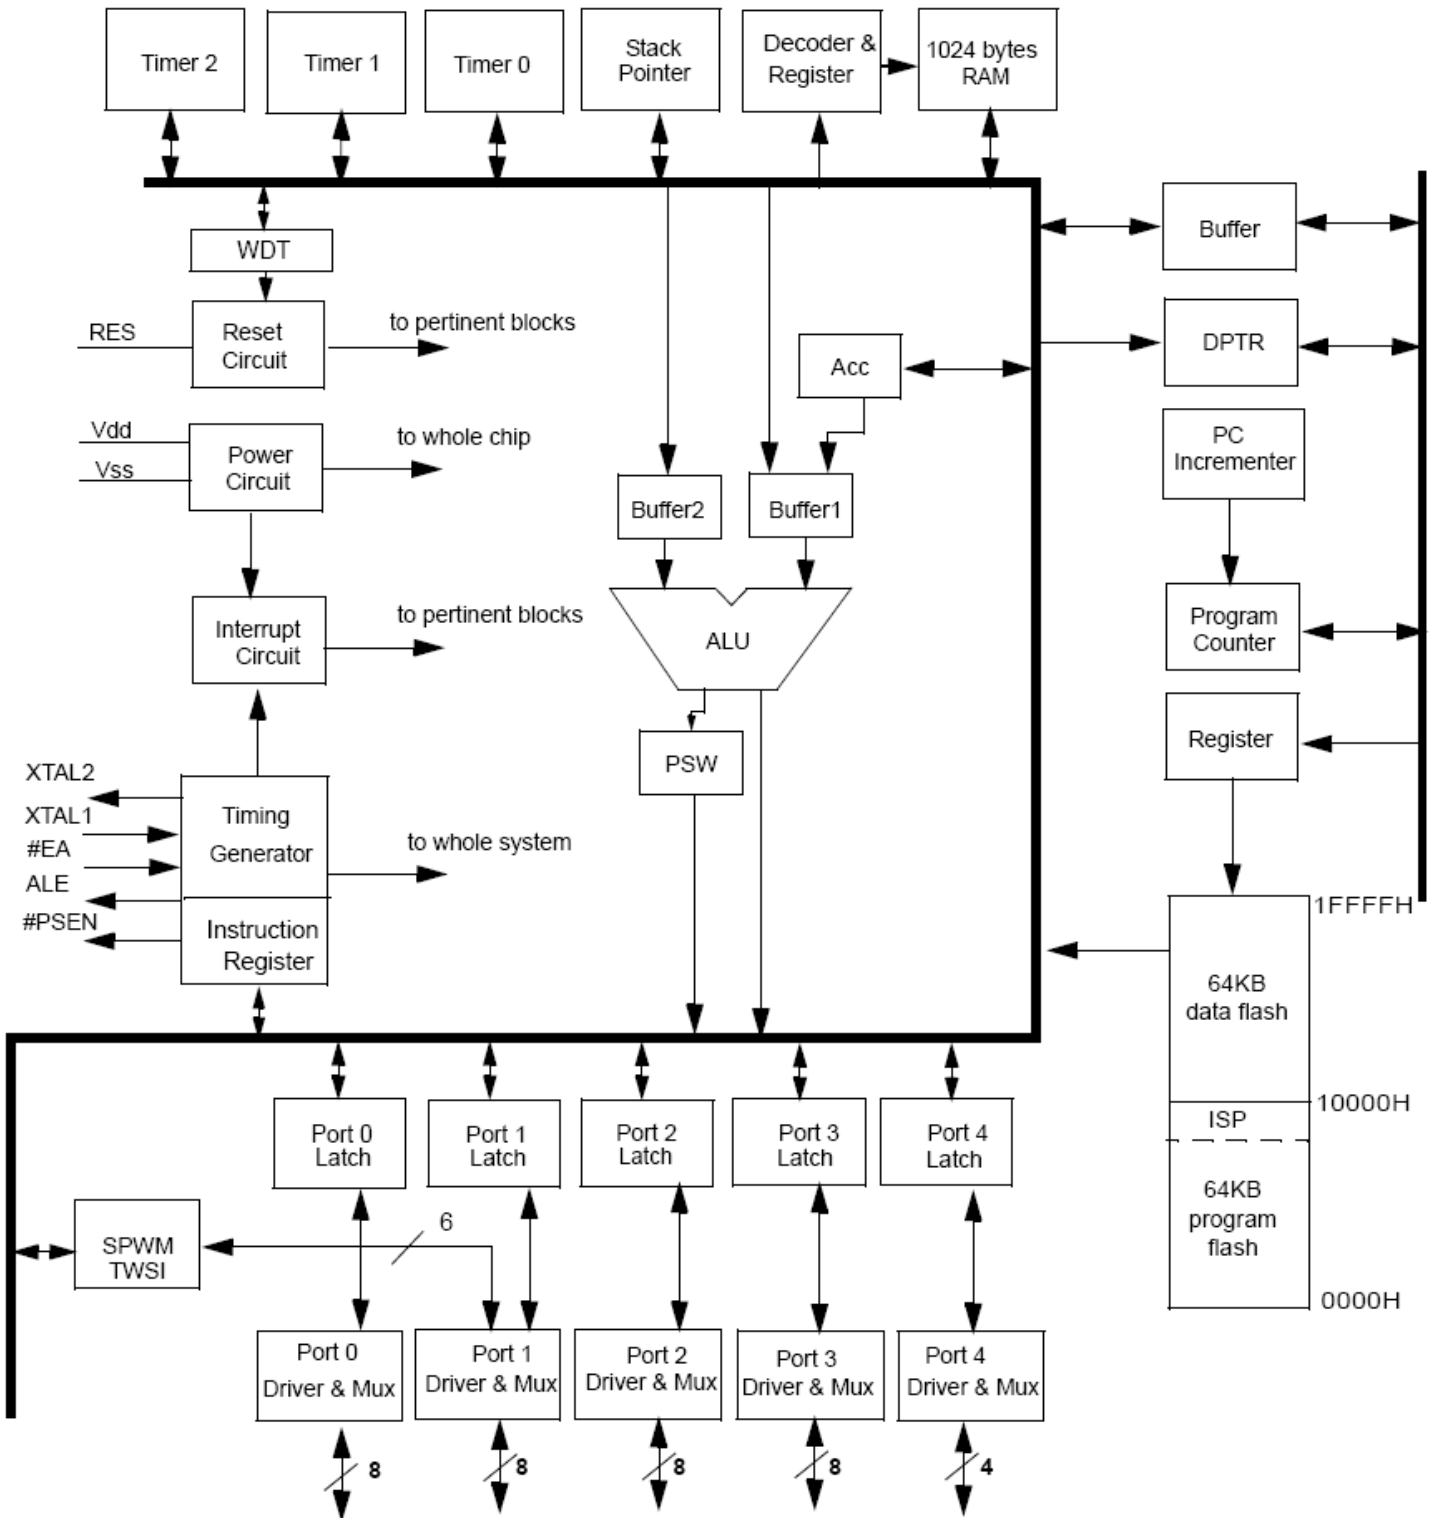 Timer 2
Timer 1
Timer 0
Stack
Pointer
Decoder &
Register
1024 bytes
RAM
WDT
Buffer
RES
Reset
Circuit
to pertinent blocks
Acc
DPTR
Vdd
Vss
Power
Circuit
to whole chip
PC
Incrementer
Buffer2
Buffer1
Interrupt
Circuit
to pertinent blocks
ALU
Program
Counter
PSW
Register
XTAL2
XTAL1
#EA
ALE
#PSEN
Timing
Generator
to whole system
Instruction
Register
1FFFFH
64KB
data flash
10000H
ISP
64KB
program
flash
0000H
Port 0
Latch
Port 1
Latch
Port 2
Latch
Port 3
Latch
Port 4
Latch
SPWM
TWSI
6
Port 0
Driver & Mux
Port 1
Driver & Mux
Port 2
Driver & Mux
Port 3
Driver & Mux
Port 4
Driver & Mux
8
8
8
8
4